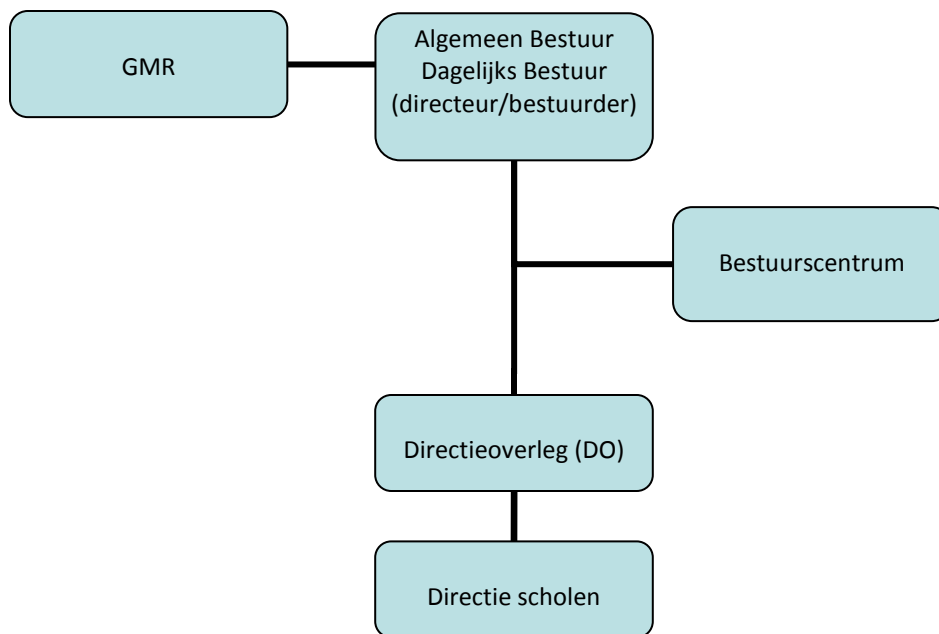 GMR
Algemeen Bestuur
Dagelijks Bestuur
(directeur/bestuurder)
Bestuurscentrum
Directieoverleg (DO)
Directie scholen